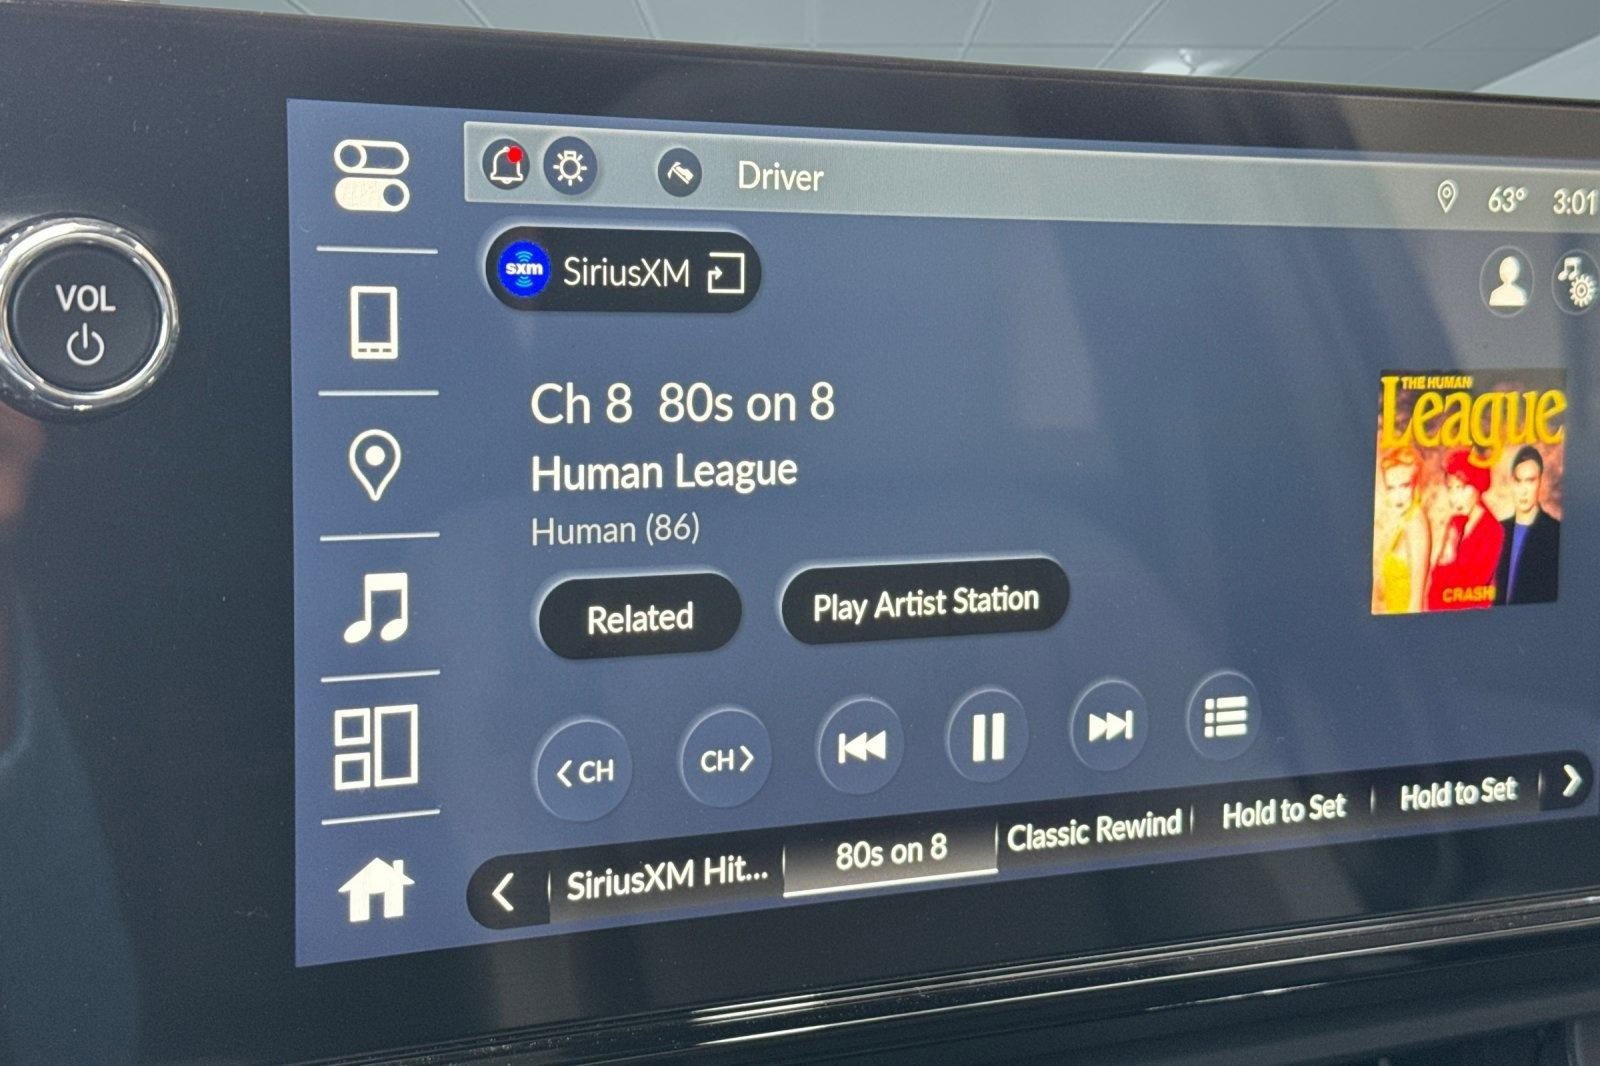 VOL
Driver
63° 3:01
sxm SiriusXM
Ch 8 80s on 8
Human League
Human (86)
THE HUMAN
League
CRASH
Related
Play Artist Station
< CH
CH >
SiriusXM Hit...
80s on 8
Classic Rewind
Hold to Set
Hold to Set